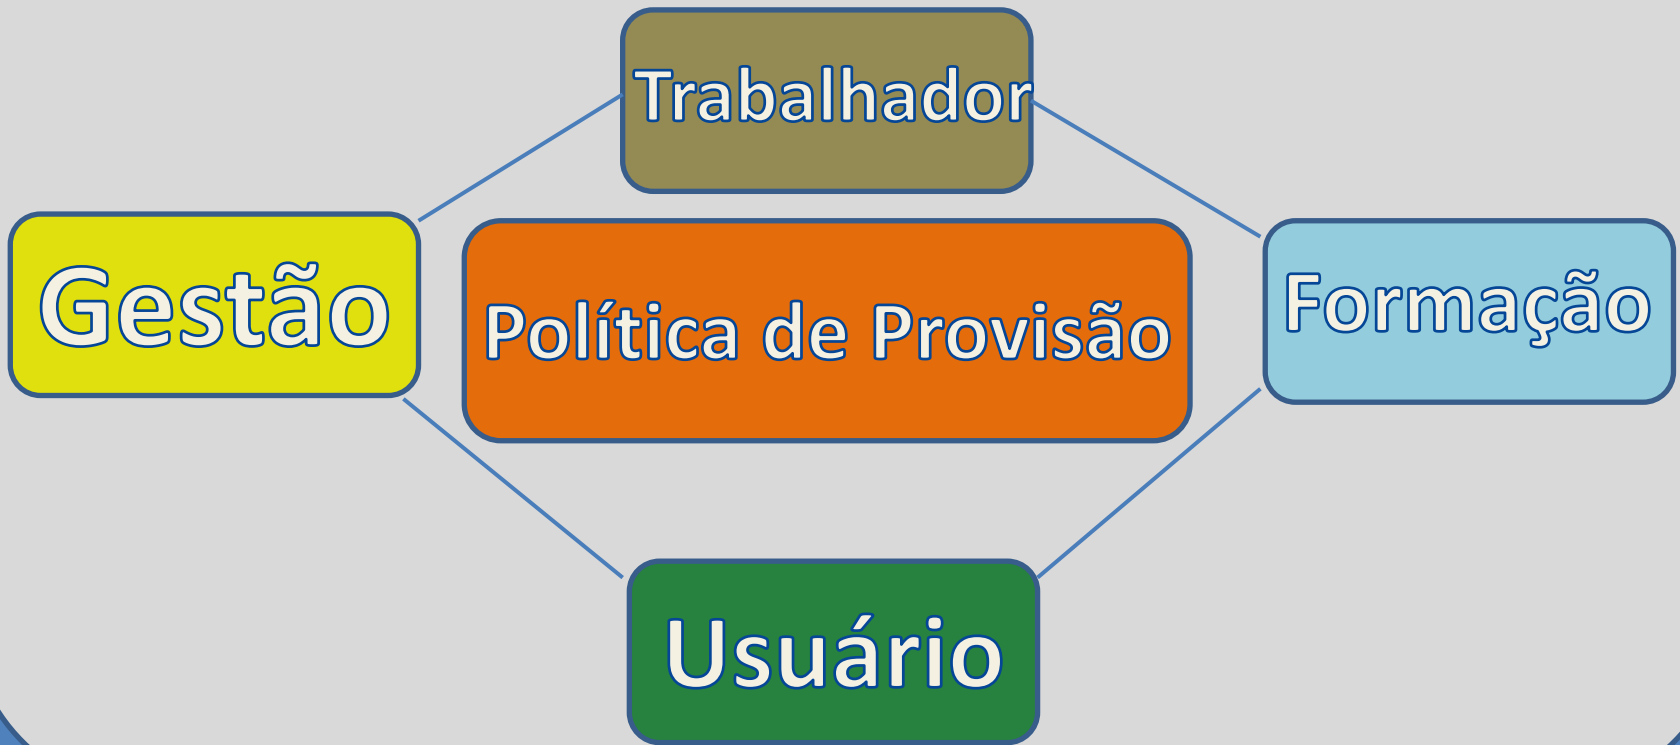 Trabalhador
Gestão
Política de Provisão
Formação
Usuário